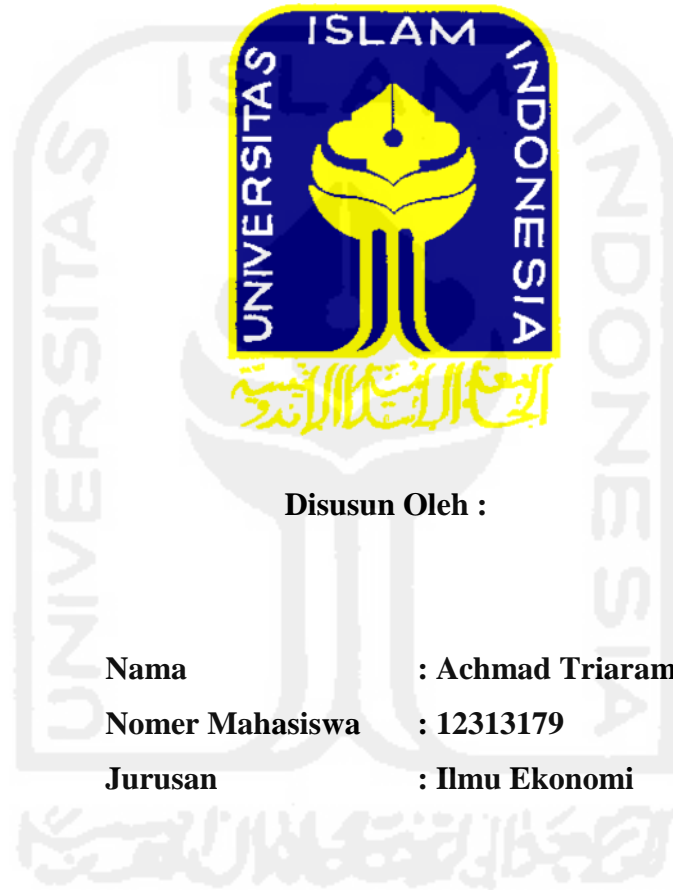 ISLAM
UNIVERSITAS
INDONESIA
Disusun Oleh :
Nama : Achmad Triaram
Nomer Mahasiswa : 12313179
Jurusan : Ilmu Ekonomi